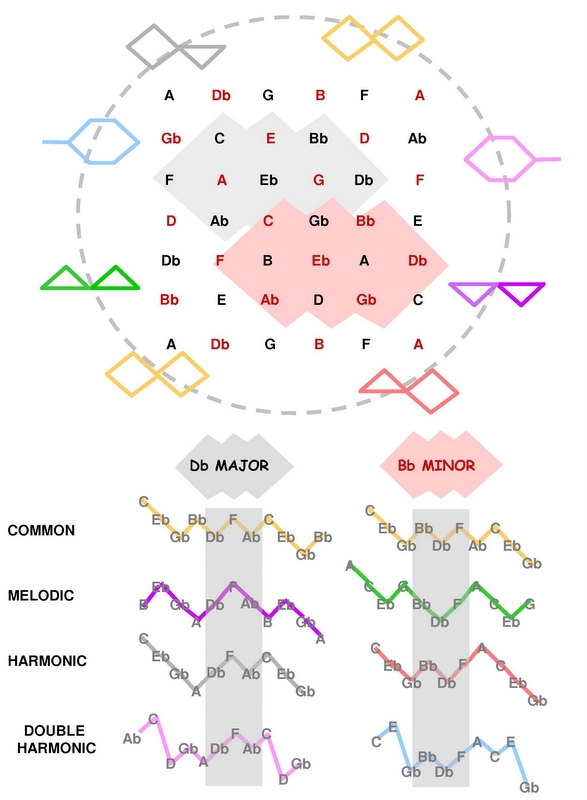 A Db G B F A
Gb C E Bb D Ab
F A Eb G Db F
D Ab C Gb Bb E
Db F B Eb A Db
Bb E Ab D Gb C
A Db G B F A
Db MAJOR
Bb MINOR
COMMON
C Eb Gb Bb Db F Ab C Eb Gb Bb
C Eb Gb Bb Db F Ab C Eb Gb
MELODIC
B Eb Gb A Db F Ab B Eb Gb A
A C Eb G Bb Db F A C Eb G
HARMONIC
C Eb Gb A Db F Ab C Eb Gb
C Eb Gb Bb Db F A C Eb Gb
DOUBLE
HARMONIC
Ab C D Gb A Db F Ab C D Gb
C E Gb Bb Db F A C E Gb